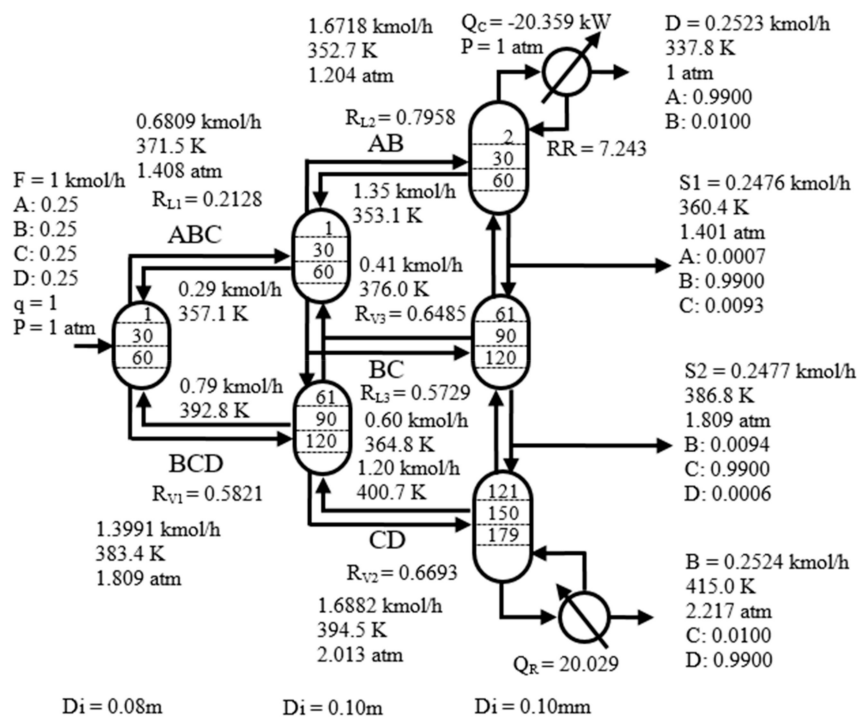 1.6718 kmol/h
352.7 K
1.204 atm
Q_C = -20.359 kW
P = 1 atm
D = 0.2523 kmol/h
337.8 K
1 atm
A: 0.9900
B: 0.0100
0.6809 kmol/h
371.5 K
1.408 atm
R_L2 = 0.7958
AB
2
30
60
RR = 7.243
F = 1 kmol/h
A: 0.25
B: 0.25
C: 0.25
D: 0.25
q = 1
P = 1 atm
R_L1 = 0.2128
ABC
1
30
60
1.35 kmol/h
353.1 K
S1 = 0.2476 kmol/h
360.4 K
1.401 atm
A: 0.0007
B: 0.9900
C: 0.0093
0.29 kmol/h
357.1 K
0.41 kmol/h
376.0 K
R_V3 = 0.6485
1
30
60
61
90
120
BC
R_L3 = 0.5729
0.79 kmol/h
392.8 K
61
90
120
0.60 kmol/h
364.8 K
S2 = 0.2477 kmol/h
386.8 K
1.809 atm
B: 0.0094
C: 0.9900
D: 0.0006
BCD
R_V1 = 0.5821
1.20 kmol/h
400.7 K
1.3991 kmol/h
383.4 K
1.809 atm
CD
R_V2 = 0.6693
121
150
179
1.6882 kmol/h
394.5 K
2.013 atm
Q_R = 20.029
B = 0.2524 kmol/h
415.0 K
2.217 atm
C: 0.0100
D: 0.9900
Di = 0.08m
Di = 0.10m
Di = 0.10mm